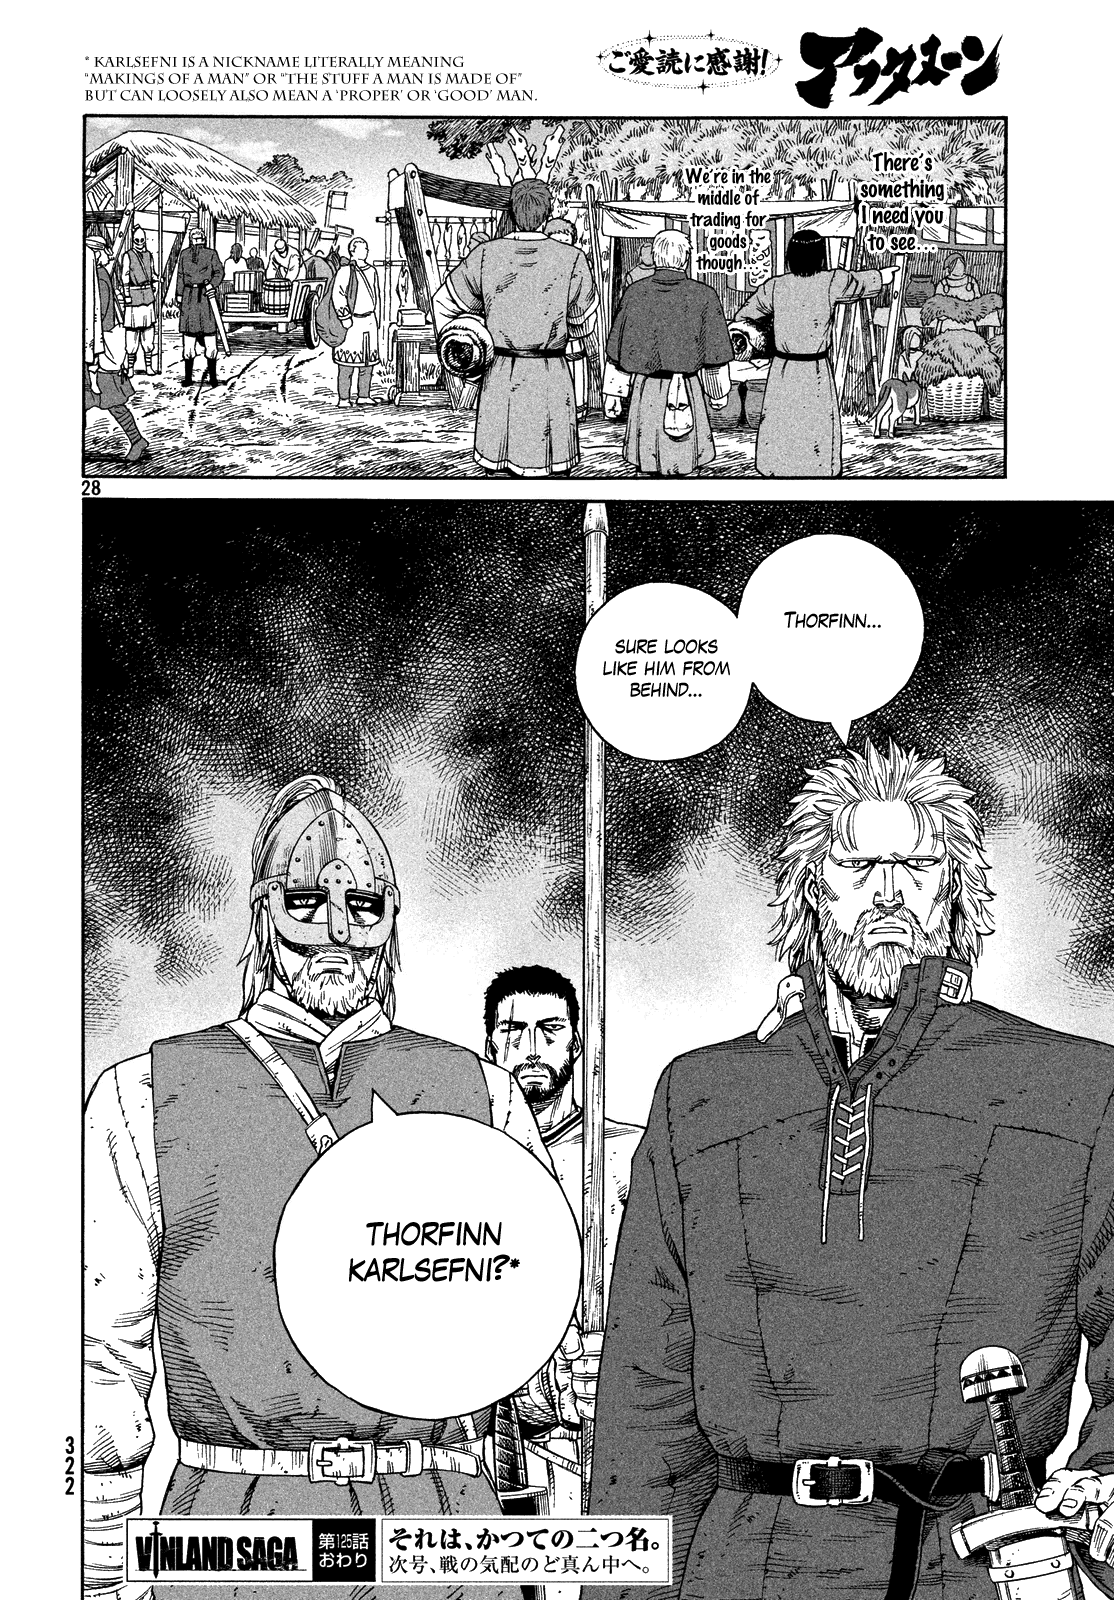 * KARLSEFNI IS A NICKNAME LITERALLY MEANING
"MAKINGS OF A MAN" OR "THE STUFF A MAN IS MADE OF"
BUT CAN LOOSELY ALSO MEAN A 'PROPER' OR 'GOOD' MAN.
ご愛読に感謝!
アフタヌーン
There's
something
I need you
to see...
We're in the
middle of
trading for
goods
though...
28
THORFINN...
SURE LOOKS
LIKE HIM FROM
BEHIND...
THORFINN
KARLSEFNI?*
322
VINLAND SAGA
第125話
おわり
それは、かつての二つ名。
次号、戦の気配のど真ん中へ。